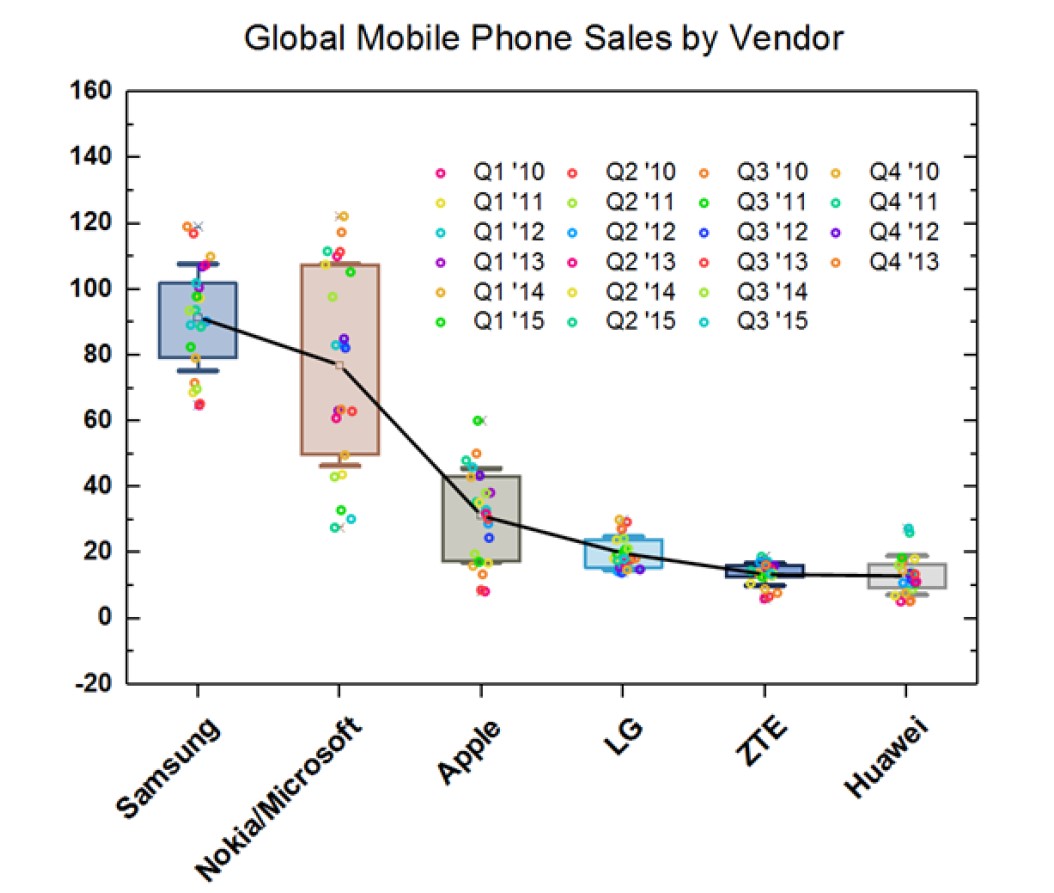 Global Mobile Phone Sales by Vendor
160
140
120
100
80
60
40
20
0
-20
Q1 '10 Q2 '10 Q3 '10 Q4 '10
Q1 '11 Q2 '11 Q3 '11 Q4 '11
Q1 '12 Q2 '12 Q3 '12 Q4 '12
Q1 '13 Q2 '13 Q3 '13 Q4 '13
Q1 '14 Q2 '14 Q3 '14
Q1 '15 Q2 '15 Q3 '15
Samsung
Nokia/Microsoft
Apple
LG
ZTE
Huawei